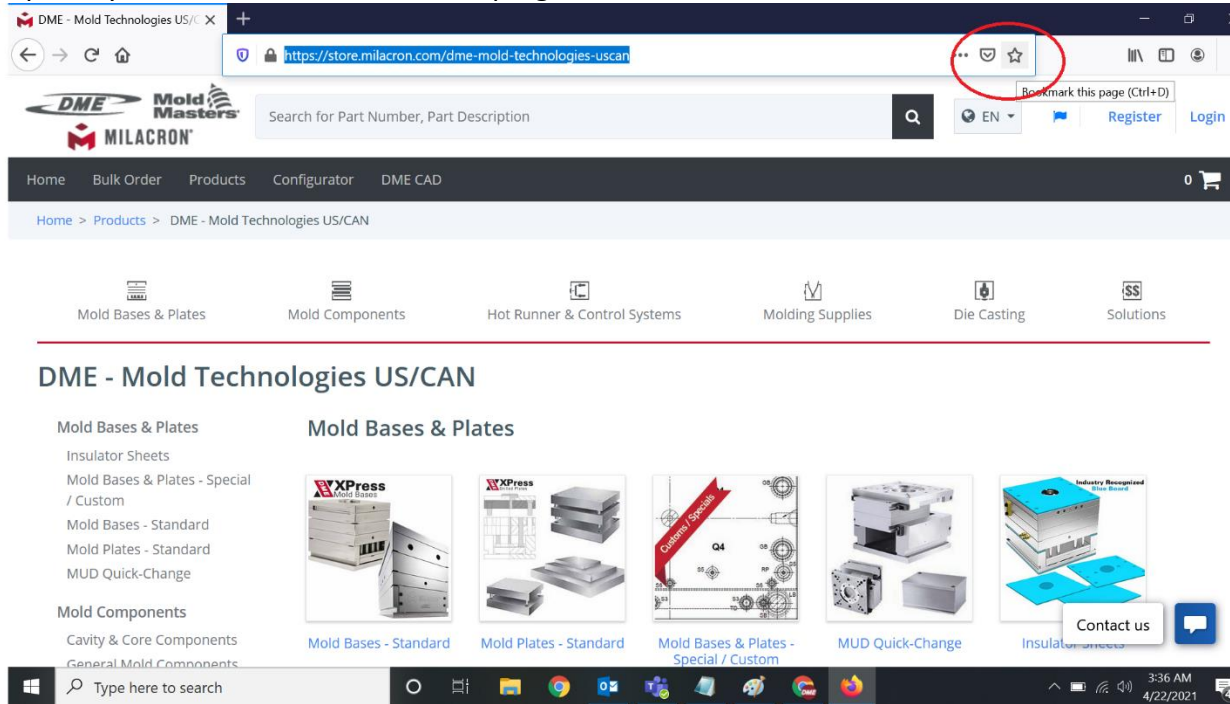 DME - Mold Technologies US/C
https://store.milacron.com/dme-mold-technologies-uscan
Bookmark this page (Ctrl+D)
DME
Mold
Masters
MILACRON
Search for Part Number, Part Description
EN
Register
Login
Home Bulk Order Products Configurator DME CAD
0
Home > Products > DME - Mold Technologies US/CAN
Mold Bases & Plates
Mold Components
Hot Runner & Control Systems
Molding Supplies
Die Casting
$$
Solutions
DME - Mold Technologies US/CAN
Mold Bases & Plates
Insulator Sheets
Mold Bases & Plates - Special
/ Custom
Mold Bases - Standard
Mold Plates - Standard
MUD Quick-Change
Mold Components
Cavity & Core Components
General Mold Components
Mold Bases & Plates
XPress
Mold Bases
XPress
Customs / Specials
Q4
Industry Recognized
Blue Board
Mold Bases - Standard
Mold Plates - Standard
Mold Bases & Plates -
Special / Custom
MUD Quick-Change
Insulator Sheets
Contact us
Type here to search
3:36 AM
4/22/2021